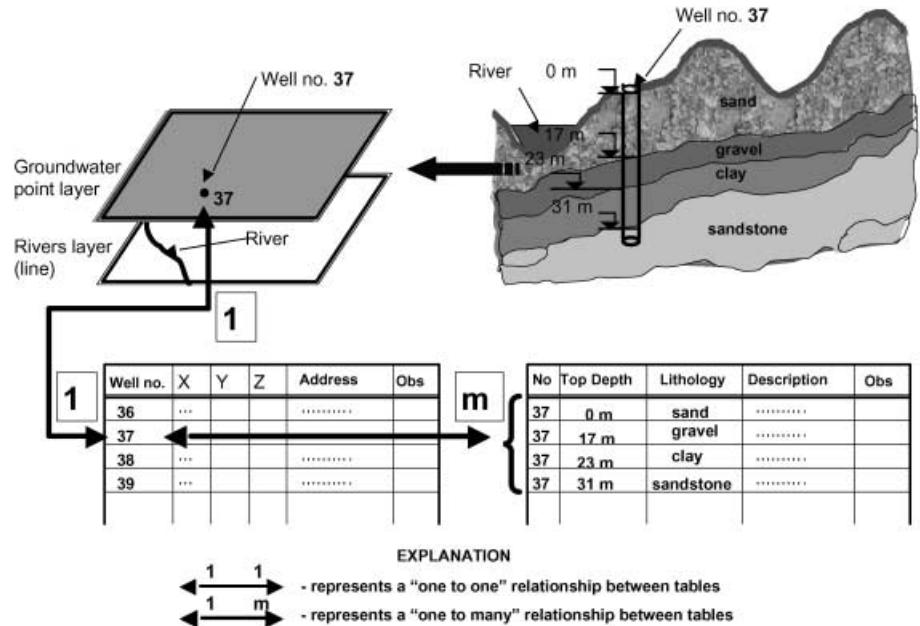 Well no. 37
River
0 m
sand
17 m
gravel
23 m
clay
31 m
sandstone
Well no. 37
Groundwater
point layer
37
River
Rivers layer
(line)
1
1
m
Well no. X Y Z Address Obs
36 ... ..........
37
38 ... ..........
39 ... ..........
No Top Depth Lithology Description Obs
37 0 m sand ..........
37 17 m gravel ..........
37 23 m clay ..........
37 31 m sandstone ..........
EXPLANATION
1 1 - represents a “one to one” relationship between tables
1 m - represents a “one to many” relationship between tables